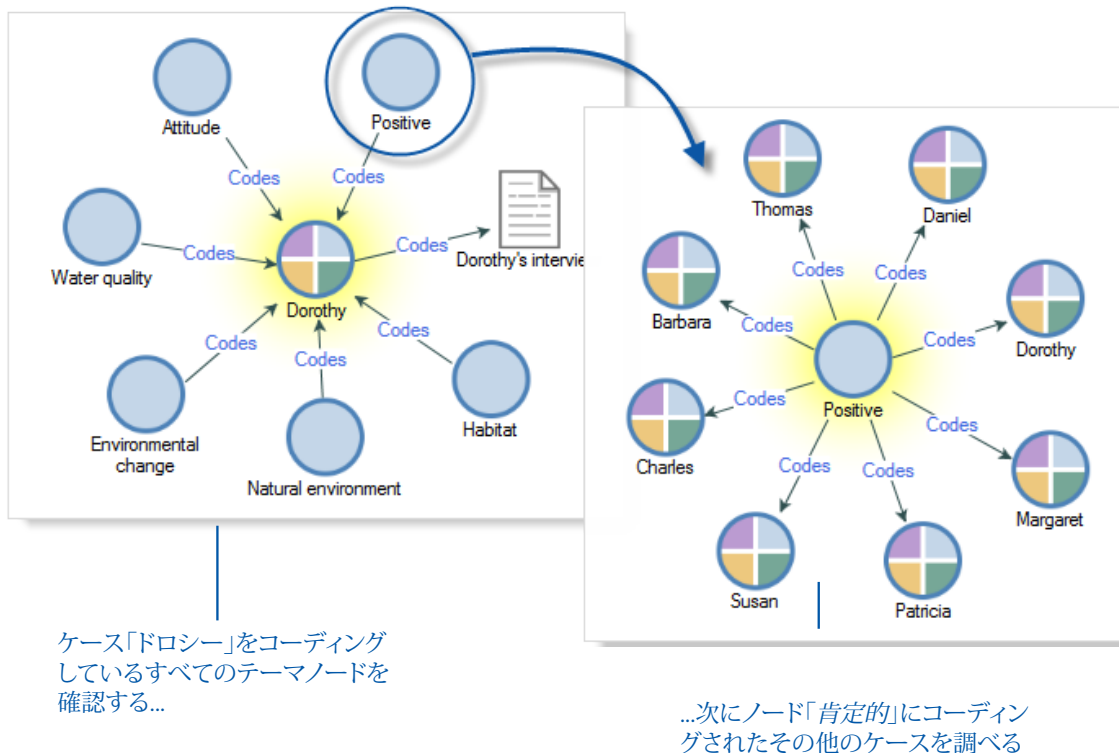 Attitude
Positive
Codes
Codes
Water quality
Codes
Codes
Dorothy's intervie
Dorothy
Codes
Codes
Codes
Environmental
change
Natural environment
Habitat
Thomas
Daniel
Barbara
Codes
Codes
Codes
Codes
Dorothy
Positive
Codes
Charles
Codes
Codes
Codes
Margaret
Susan
Patricia
ケース「ドロシー」をコーディング
しているすべてのテーマノードを
確認する...
...次にノード「肯定的」にコーディン
グされたその他のケースを調べる